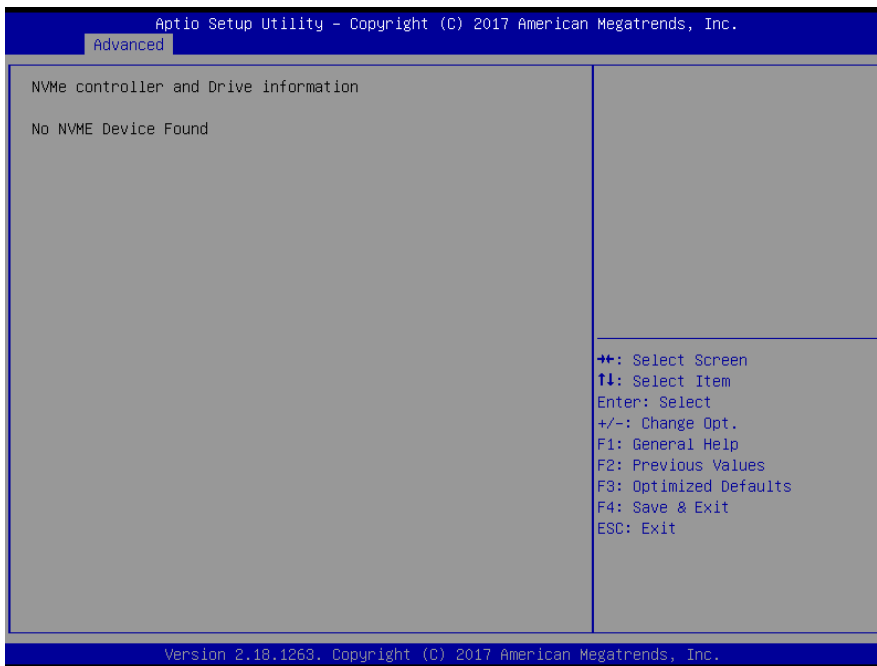 Aptio Setup Utility – Copyright (C) 2017 American Megatrends, Inc.
Advanced
NVMe controller and Drive information
No NVME Device Found
→←: Select Screen
↑↓: Select Item
Enter: Select
+/-: Change Opt.
F1: General Help
F2: Previous Values
F3: Optimized Defaults
F4: Save & Exit
ESC: Exit
Version 2.18.1263. Copyright (C) 2017 American Megatrends, Inc.